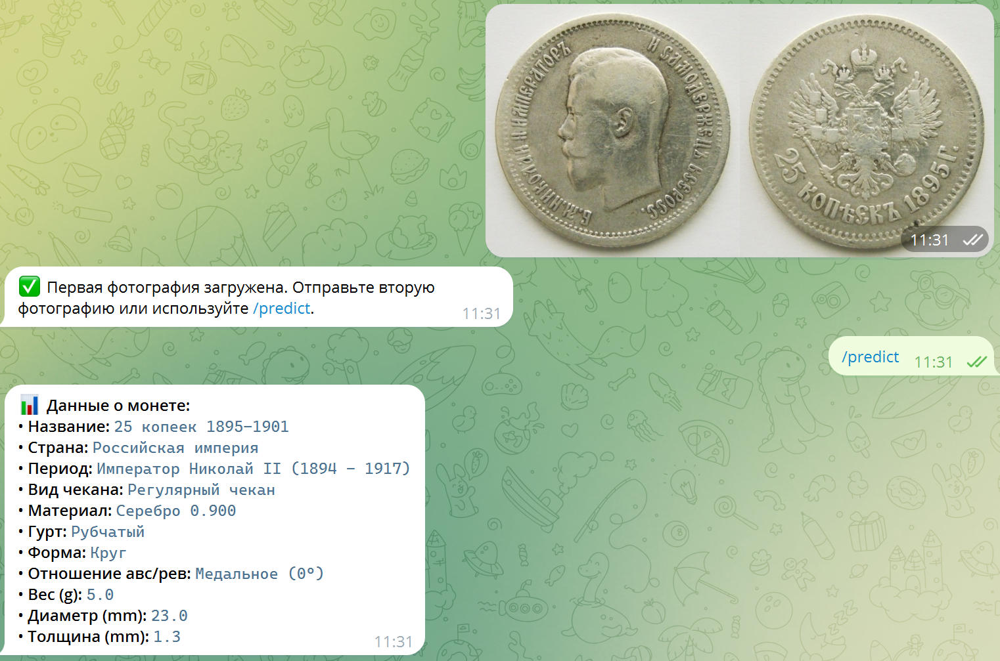 Б.М.НИКОЛАЙ II ИМПЕРАТОРЪ И САМОДЕРЖЕЦЪ ВСЕРОСС.
25 КОПѢЕКЪ 1895Г.
11:31
✅ Первая фотография загружена. Отправьте вторую
фотографию или используйте /predict.
11:31
/predict 11:31
📊 Данные о монете:
• Название: 25 копеек 1895-1901
• Страна: Российская империя
• Период: Император Николай II (1894 - 1917)
• Вид чекана: Регулярный чекан
• Материал: Серебро 0.900
• Гурт: Рубчатый
• Форма: Круг
• Отношение авс/рев: Медальное (0°)
• Вес (g): 5.0
• Диаметр (mm): 23.0
• Толщина (mm): 1.3
11:31